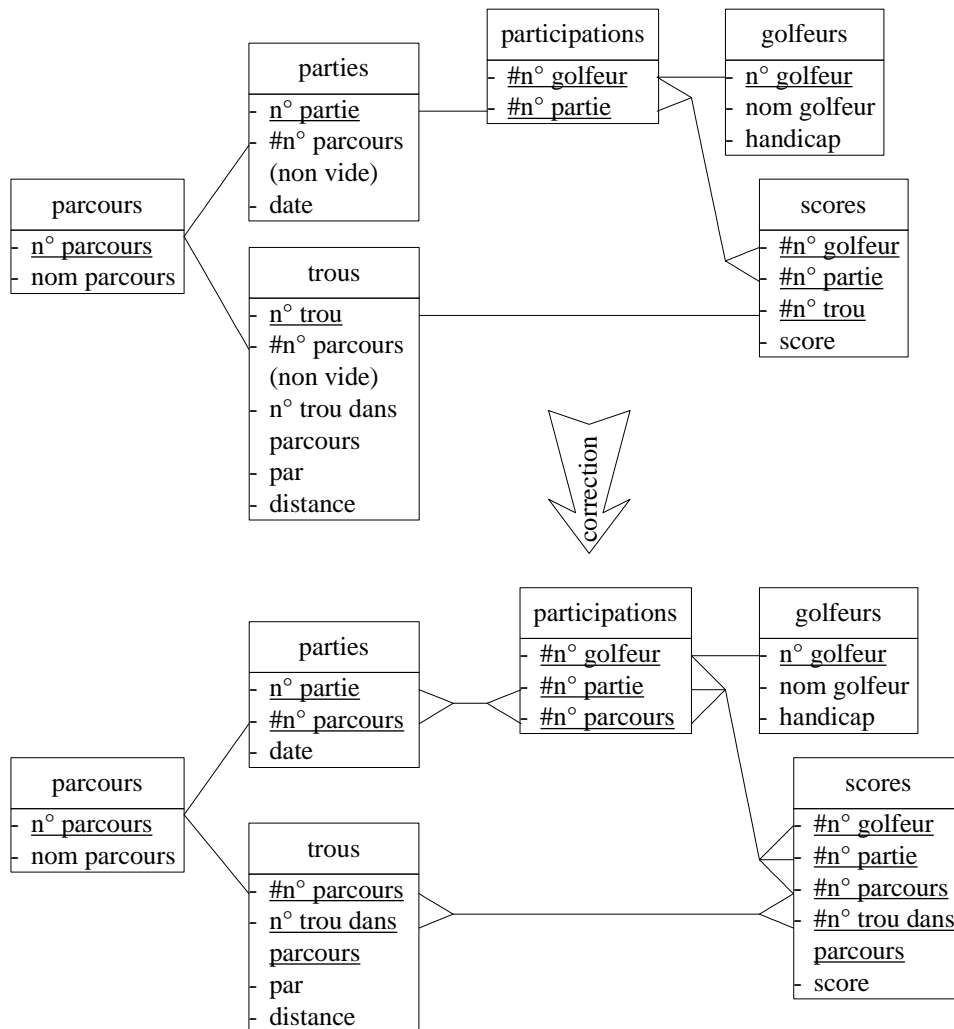 participations
#n° golfeur
#n° partie
golfeurs
n° golfeur
nom golfeur
handicap
parties
n° partie
#n° parcours
(non vide)
date
parcours
n° parcours
nom parcours
scores
#n° golfeur
#n° partie
#n° trou
score
trous
n° trou
#n° parcours
(non vide)
n° trou dans
parcours
par
distance
correction
participations
#n° golfeur
#n° partie
#n° parcours
golfeurs
n° golfeur
nom golfeur
handicap
parties
n° partie
#n° parcours
date
parcours
n° parcours
nom parcours
scores
#n° golfeur
#n° partie
#n° parcours
#n° trou dans
parcours
score
trous
#n° parcours
n° trou dans
parcours
par
distance